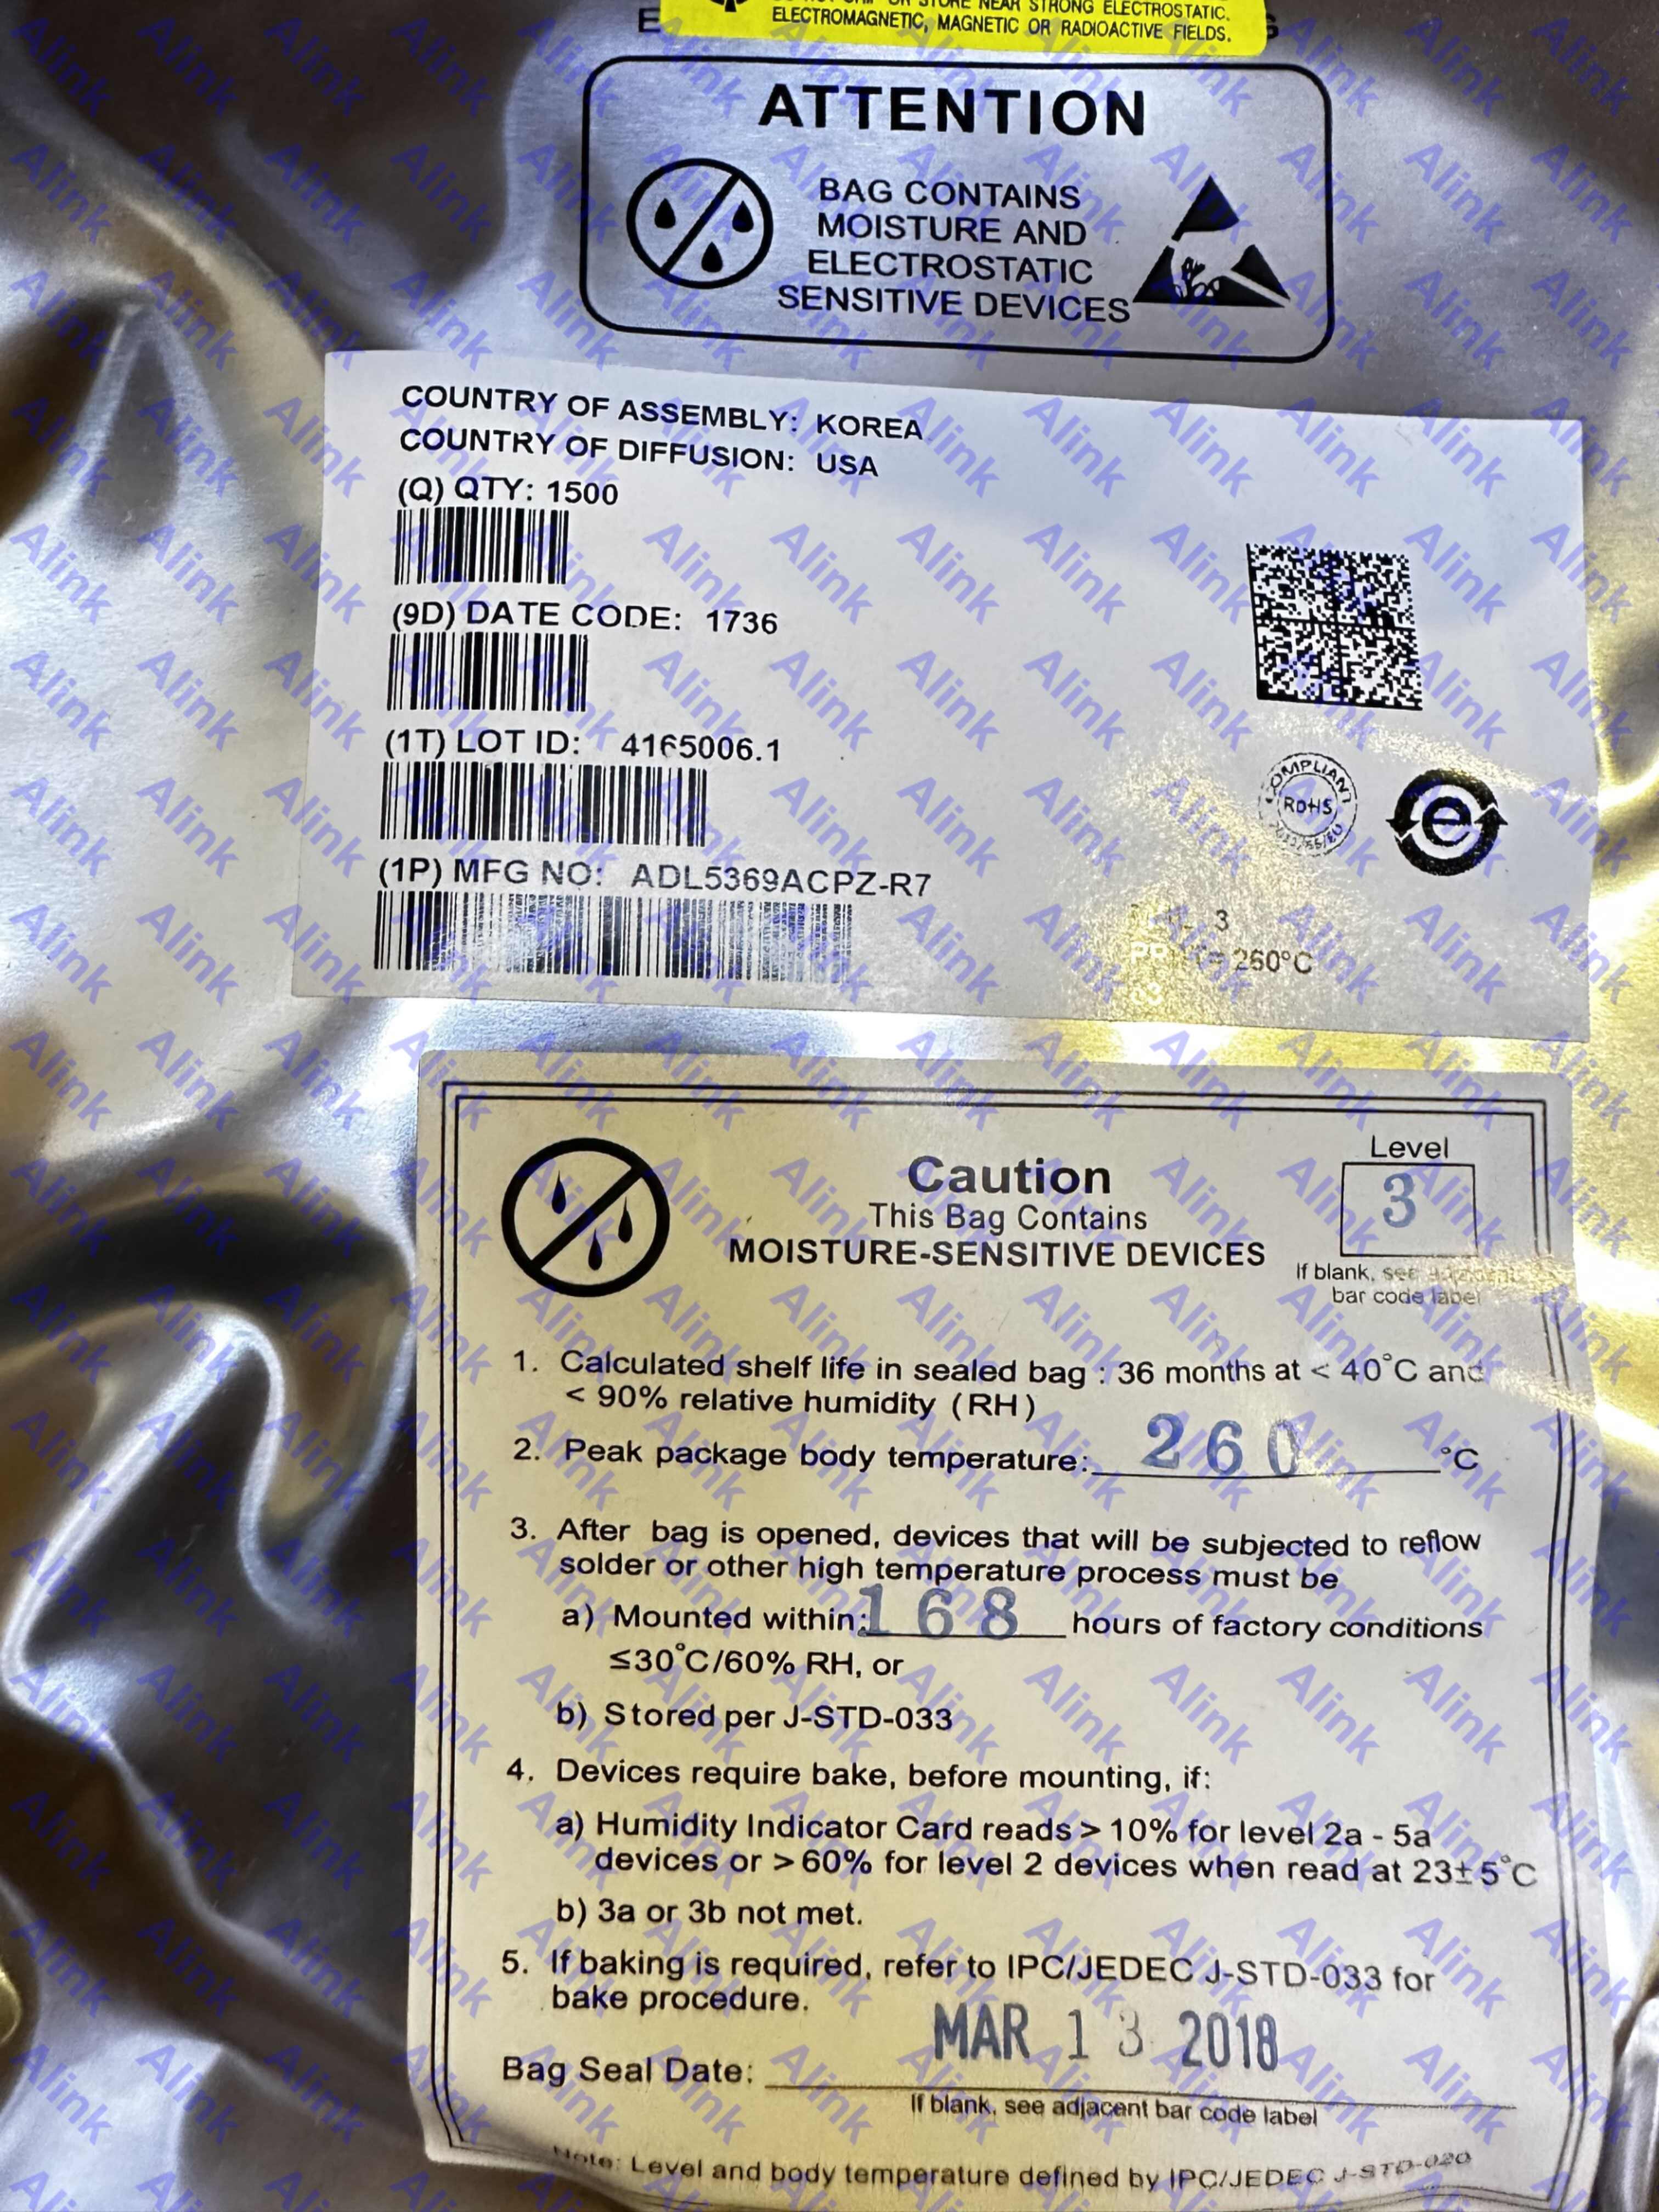 STORE NEAR STRONG ELECTROSTATIC.
ELECTROMAGNETIC, MAGNETIC OR RADIOACTIVE FIELDS.
ATTENTION
BAG CONTAINS
MOISTURE AND
ELECTROSTATIC
SENSITIVE DEVICES
COUNTRY OF ASSEMBLY: KOREA
COUNTRY OF DIFFUSION: USA
(Q) QTY: 1500
(9D) DATE CODE: 1736
(1T) LOT ID: 4165006.1
(1P) MFG NO: ADL5369ACPZ-R7
COMPLIANT
ROHS
e
3
= 260°C
Caution
This Bag Contains
MOISTURE-SENSITIVE DEVICES
Level
3
If blank, see adjacent
bar code label
1. Calculated shelf life in sealed bag : 36 months at < 40°C and
< 90% relative humidity (RH)
2. Peak package body temperature: 260 °C
3. After bag is opened, devices that will be subjected to reflow
solder or other high temperature process must be
a) Mounted within: 168 hours of factory conditions
≤30°C/60% RH, or
b) Stored per J-STD-033
4. Devices require bake, before mounting, if:
a) Humidity Indicator Card reads > 10% for level 2a - 5a
devices or > 60% for level 2 devices when read at 23± 5°C
b) 3a or 3b not met.
5. If baking is required, refer to IPC/JEDEC J-STD-033 for
bake procedure.
MAR 13 2018
Bag Seal Date:
If blank, see adjacent bar code label
Note: Level and body temperature defined by IPC/JEDEC J-STD-020
Alink